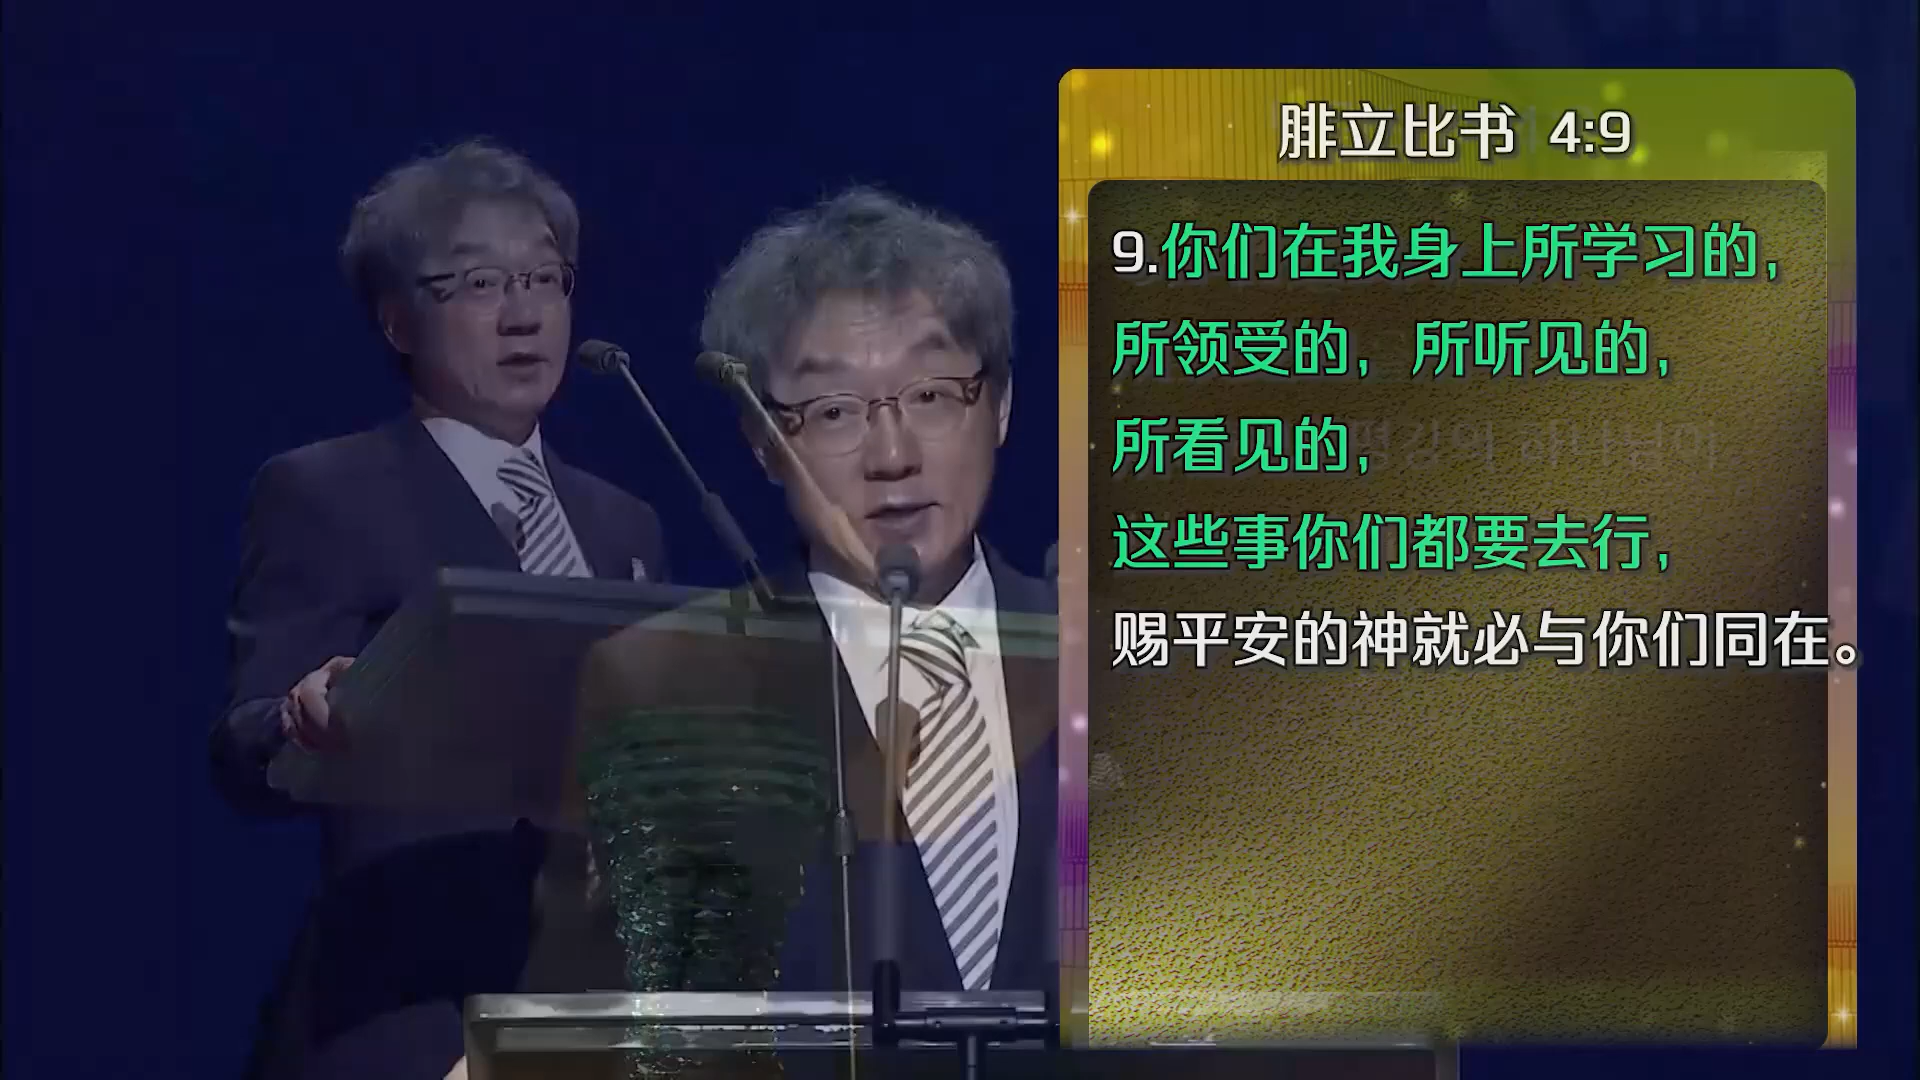 腓立比书 4:9
9.你们在我身上所学习的，
所领受的，所听见的，
所看见的，
这些事你们都要去行，
赐平安的神就必与你们同在。